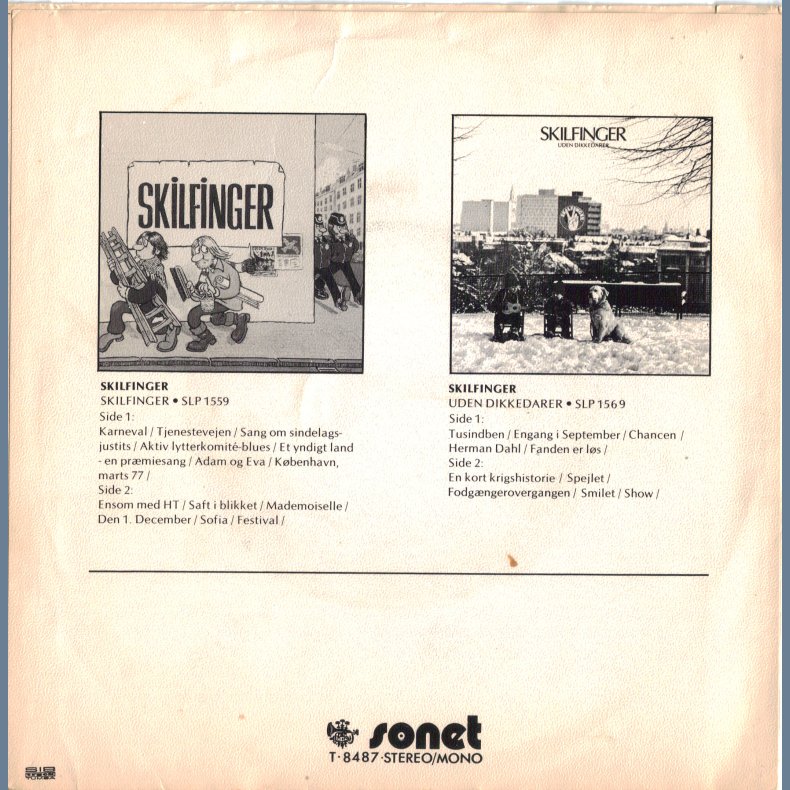 SKILFINGER
SKILFINGER
UDEN DIKKEDARER
SKILFINGER
SKILFINGER • SLP 1559
Side 1:
Karneval / Tjenestevejen / Sang om sindelags-
justits / Aktiv lytterkomité-blues / Et yndigt land
- en præmiesang / Adam og Eva / København,
marts 77 /
Side 2:
Ensom med HT / Saft i blikket / Mademoiselle /
Den 1. December / Sofia / Festival /
SKILFINGER
UDEN DIKKEDARER • SLP 1569
Side 1:
Tusindben / Engang i September / Chancen /
Herman Dahl / Fanden er løs /
Side 2:
En kort krigshistorie / Spejlet /
Fodgængerovergangen / Smilet / Show /
sonet
T·8487·STEREO/MONO